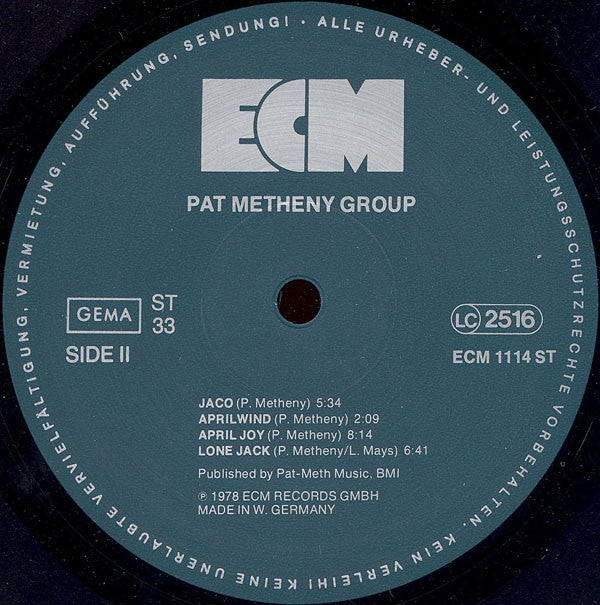 ALLE URHEBER- UND LEISTUNGSSCHUTZRECHTE VORBEHALTEN. KEIN VERLEIH! KEINE UNERLAUBTE VERVIELFÄLTIGUNG, VERMIETUNG, AUFFÜHRUNG, SENDUNG! ·
ECM
PAT METHENY GROUP
GEMA
ST
33
SIDE II
LC 2516
ECM 1114 ST
JACO (P. Metheny) 5:34
APRILWIND (P. Metheny) 2:09
APRIL JOY (P. Metheny) 8:14
LONE JACK (P. Metheny/L. Mays) 6:41
Published by Pat-Meth Music, BMI
℗ 1978 ECM RECORDS GMBH
MADE IN W. GERMANY